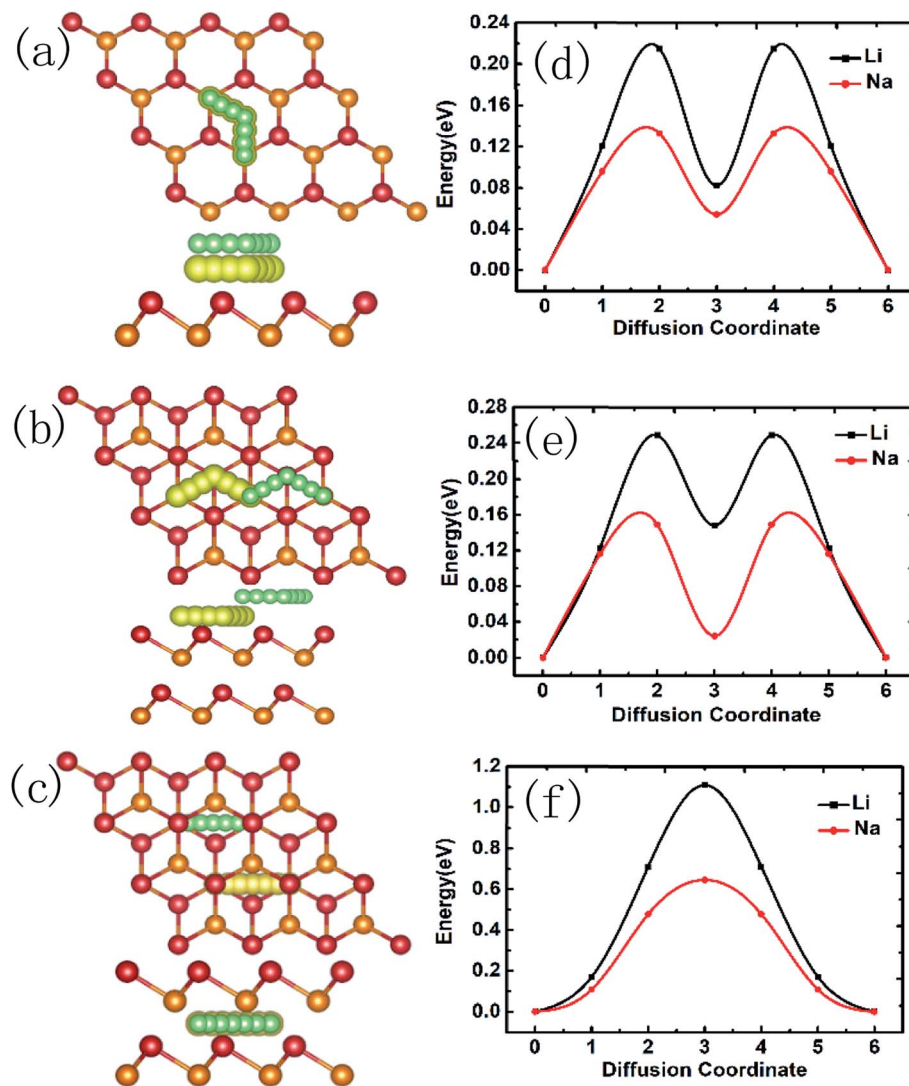 (a)
(d)
Li
Na
Energy(eV)
0.24
0.20
0.16
0.12
0.08
0.04
0.00
0 1 2 3 4 5 6
Diffusion Coordinate
(b)
(e)
Li
Na
Energy(eV)
0.28
0.24
0.20
0.16
0.12
0.08
0.04
0.00
0 1 2 3 4 5 6
Diffusion Coordinate
(c)
(f)
Li
Na
Energy(eV)
1.2
1.0
0.8
0.6
0.4
0.2
0.0
0 1 2 3 4 5 6
Diffusion Coordinate